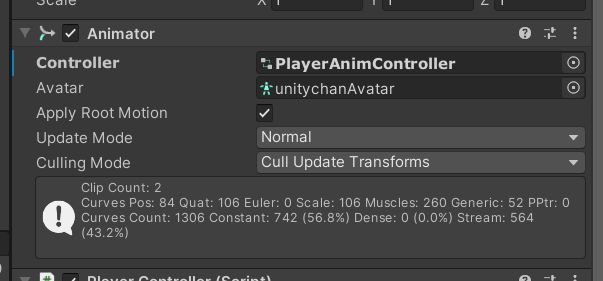 Scale X 1 Y 1 Z 1
Animator
Controller PlayerAnimController
Avatar unitychanAvatar
Apply Root Motion
Update Mode Normal
Culling Mode Cull Update Transforms
Clip Count: 2
Curves Pos: 84 Quat: 106 Euler: 0 Scale: 106 Muscles: 260 Generic: 52 PPtr: 0
Curves Count: 1306 Constant: 742 (56.8%) Dense: 0 (0.0%) Stream: 564
(43.2%)
Player Controller (Script)